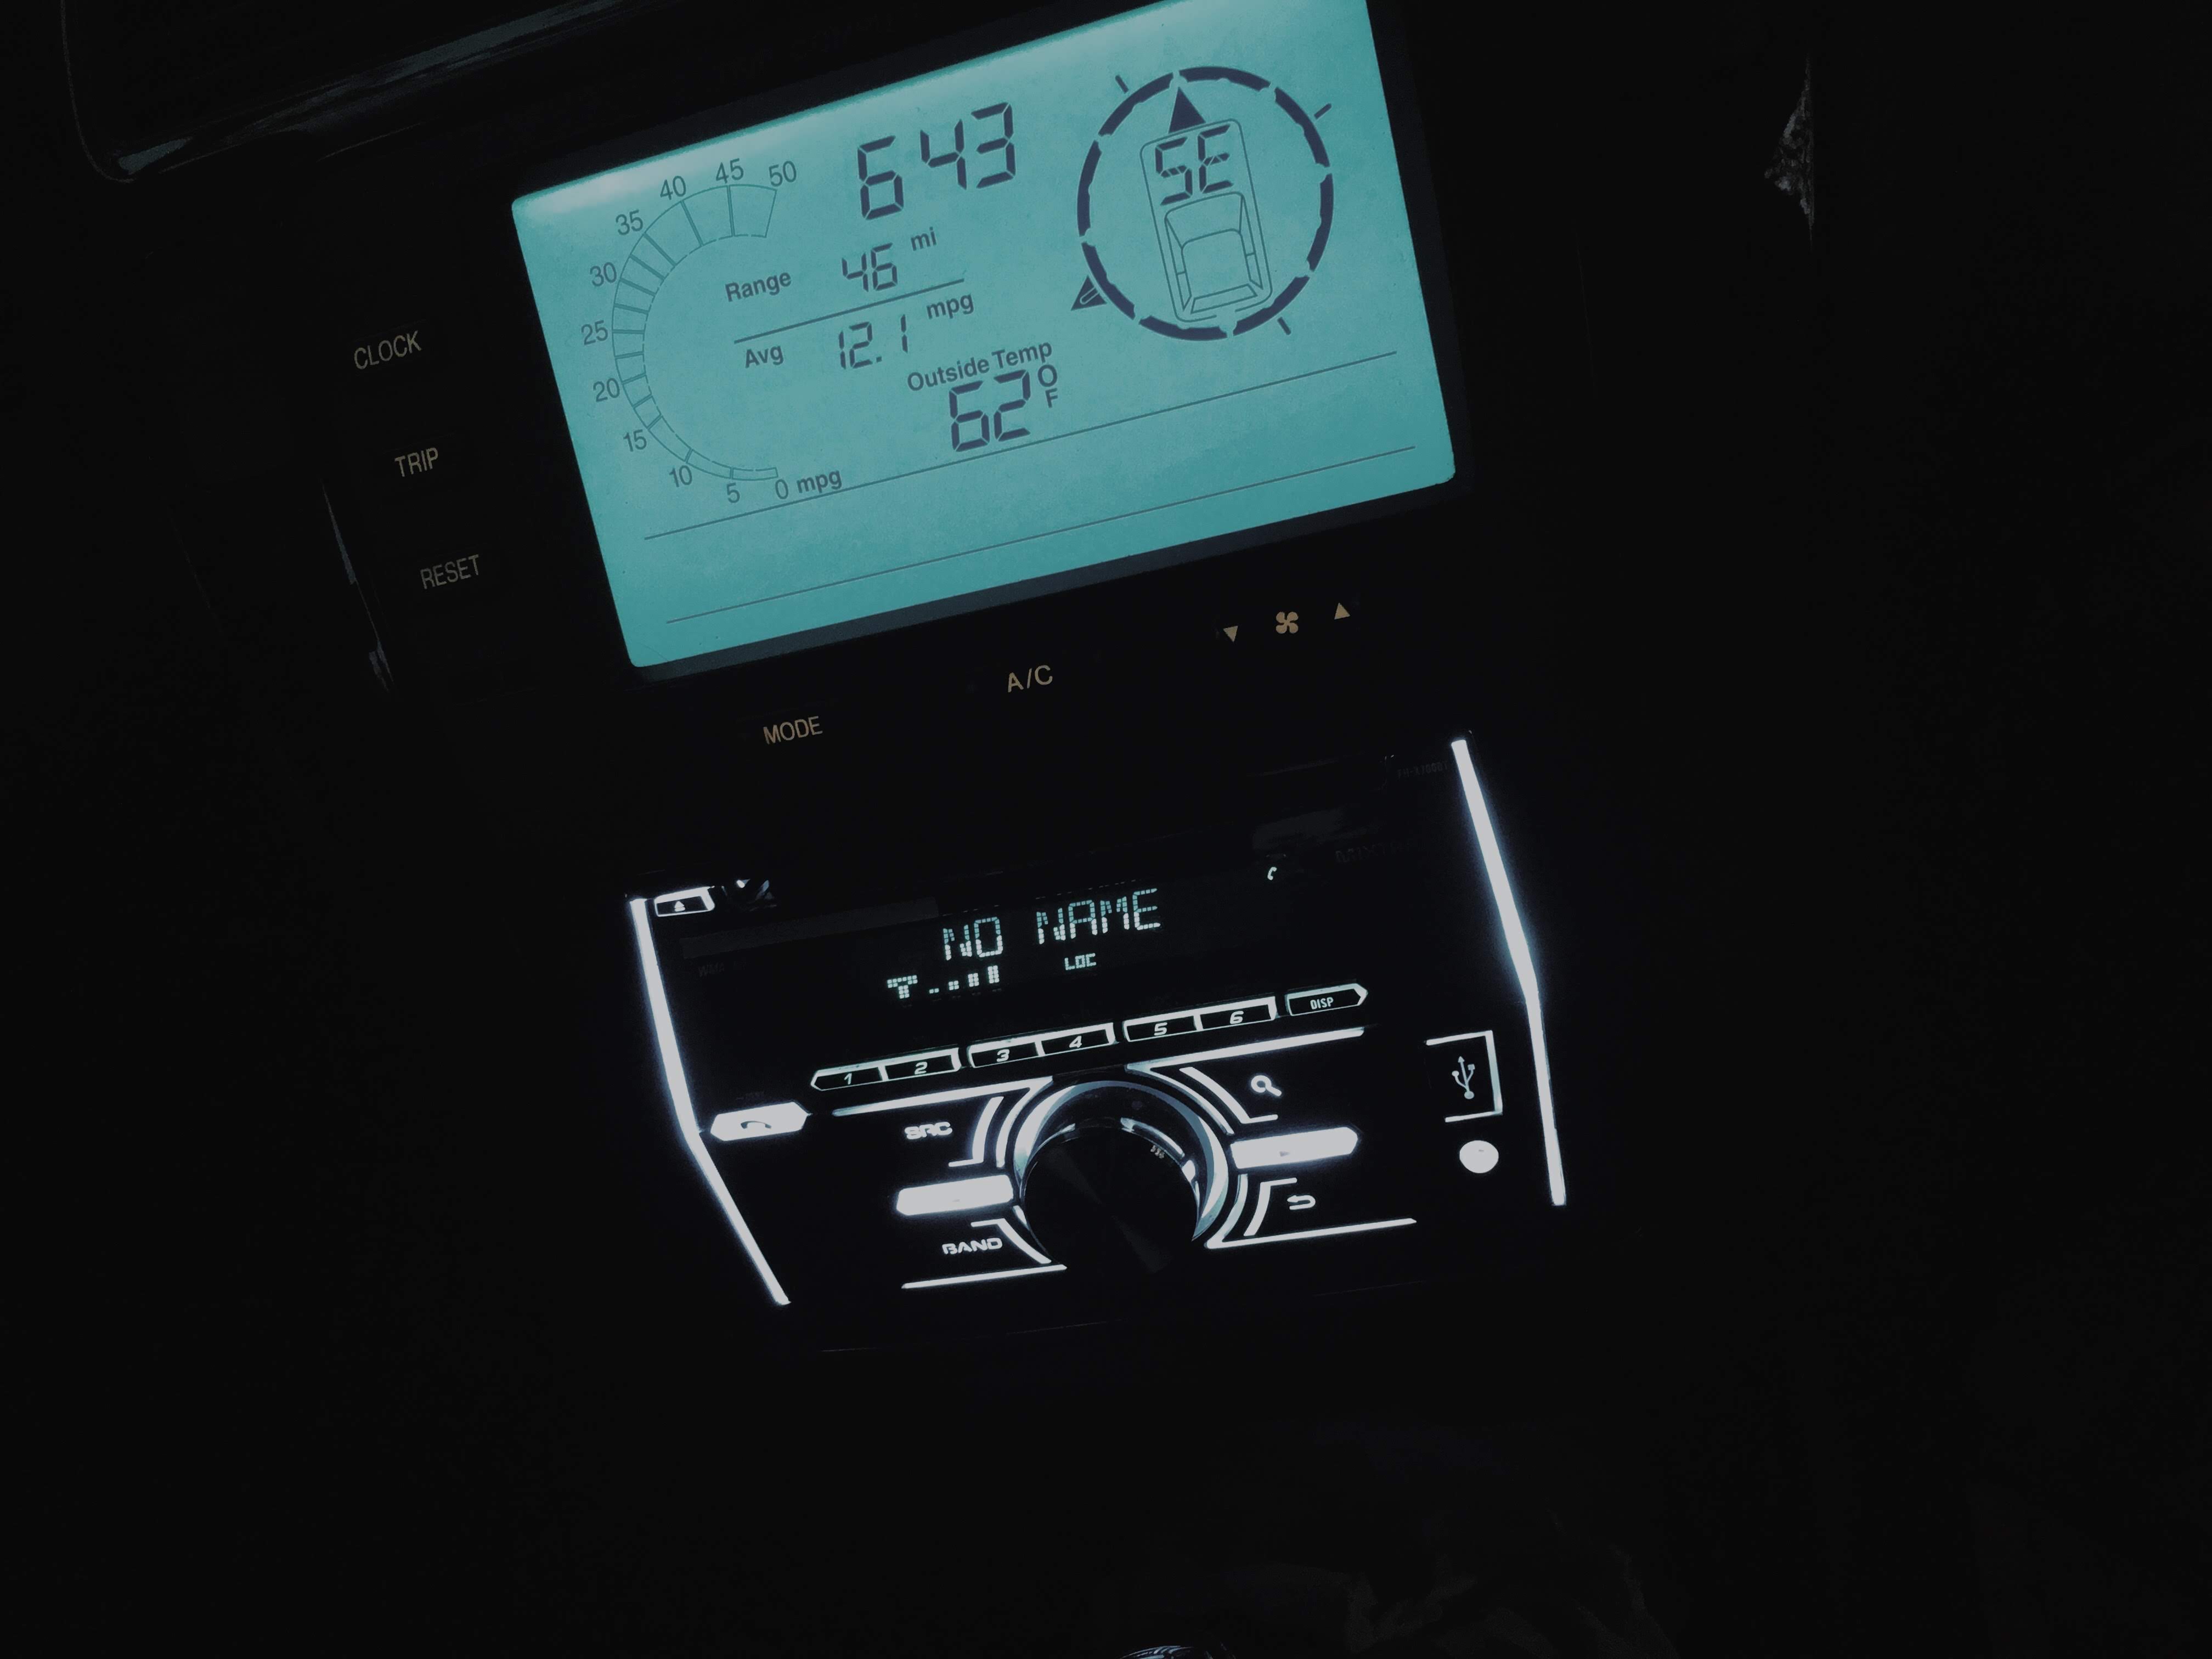 643
SE
50
45
40
35
30
25
20
15
10
5
0 mpg
Range 46 mi
Avg 12.1 mpg
Outside Temp
62 °F
CLOCK
TRIP
RESET
A/C
MODE
NO NAME
LOC
1 2 3 4 5 6 DISP
SRC
BAND